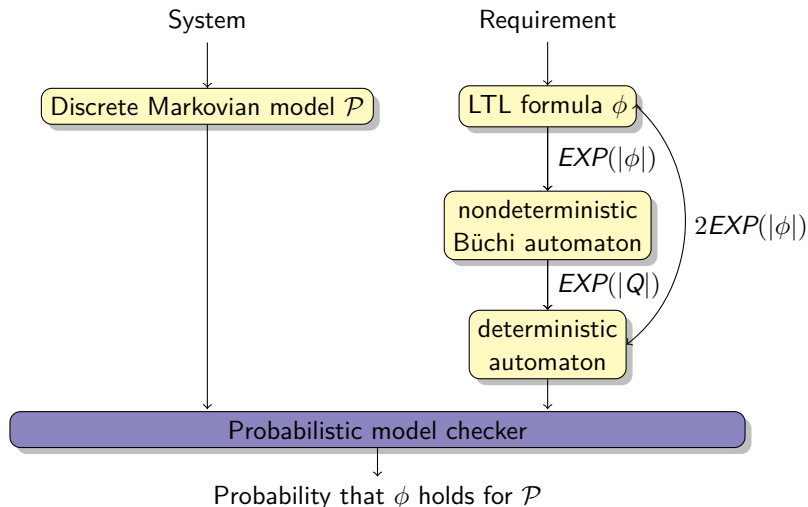 System
Requirement
Discrete Markovian model 𝒫
LTL formula ϕ
EXP(|ϕ|)
nondeterministic
Büchi automaton
2EXP(|ϕ|)
EXP(|Q|)
deterministic
automaton
Probabilistic model checker
Probability that ϕ holds for 𝒫